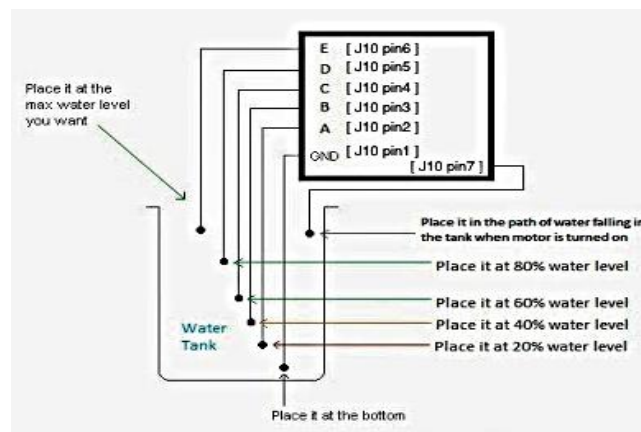 E [ J10 pin6 ]
D [ J10 pin5 ]
C [ J10 pin4 ]
B [ J10 pin3 ]
A [ J10 pin2 ]
GND [ J10 pin1 ]
[ J10 pin7 ]
Place it at the
max water level
you want
Place it in the path of water falling in
the tank when motor is turned on
Place it at 80% water level
Place it at 60% water level
Place it at 40% water level
Place it at 20% water level
Water
Tank
Place it at the bottom